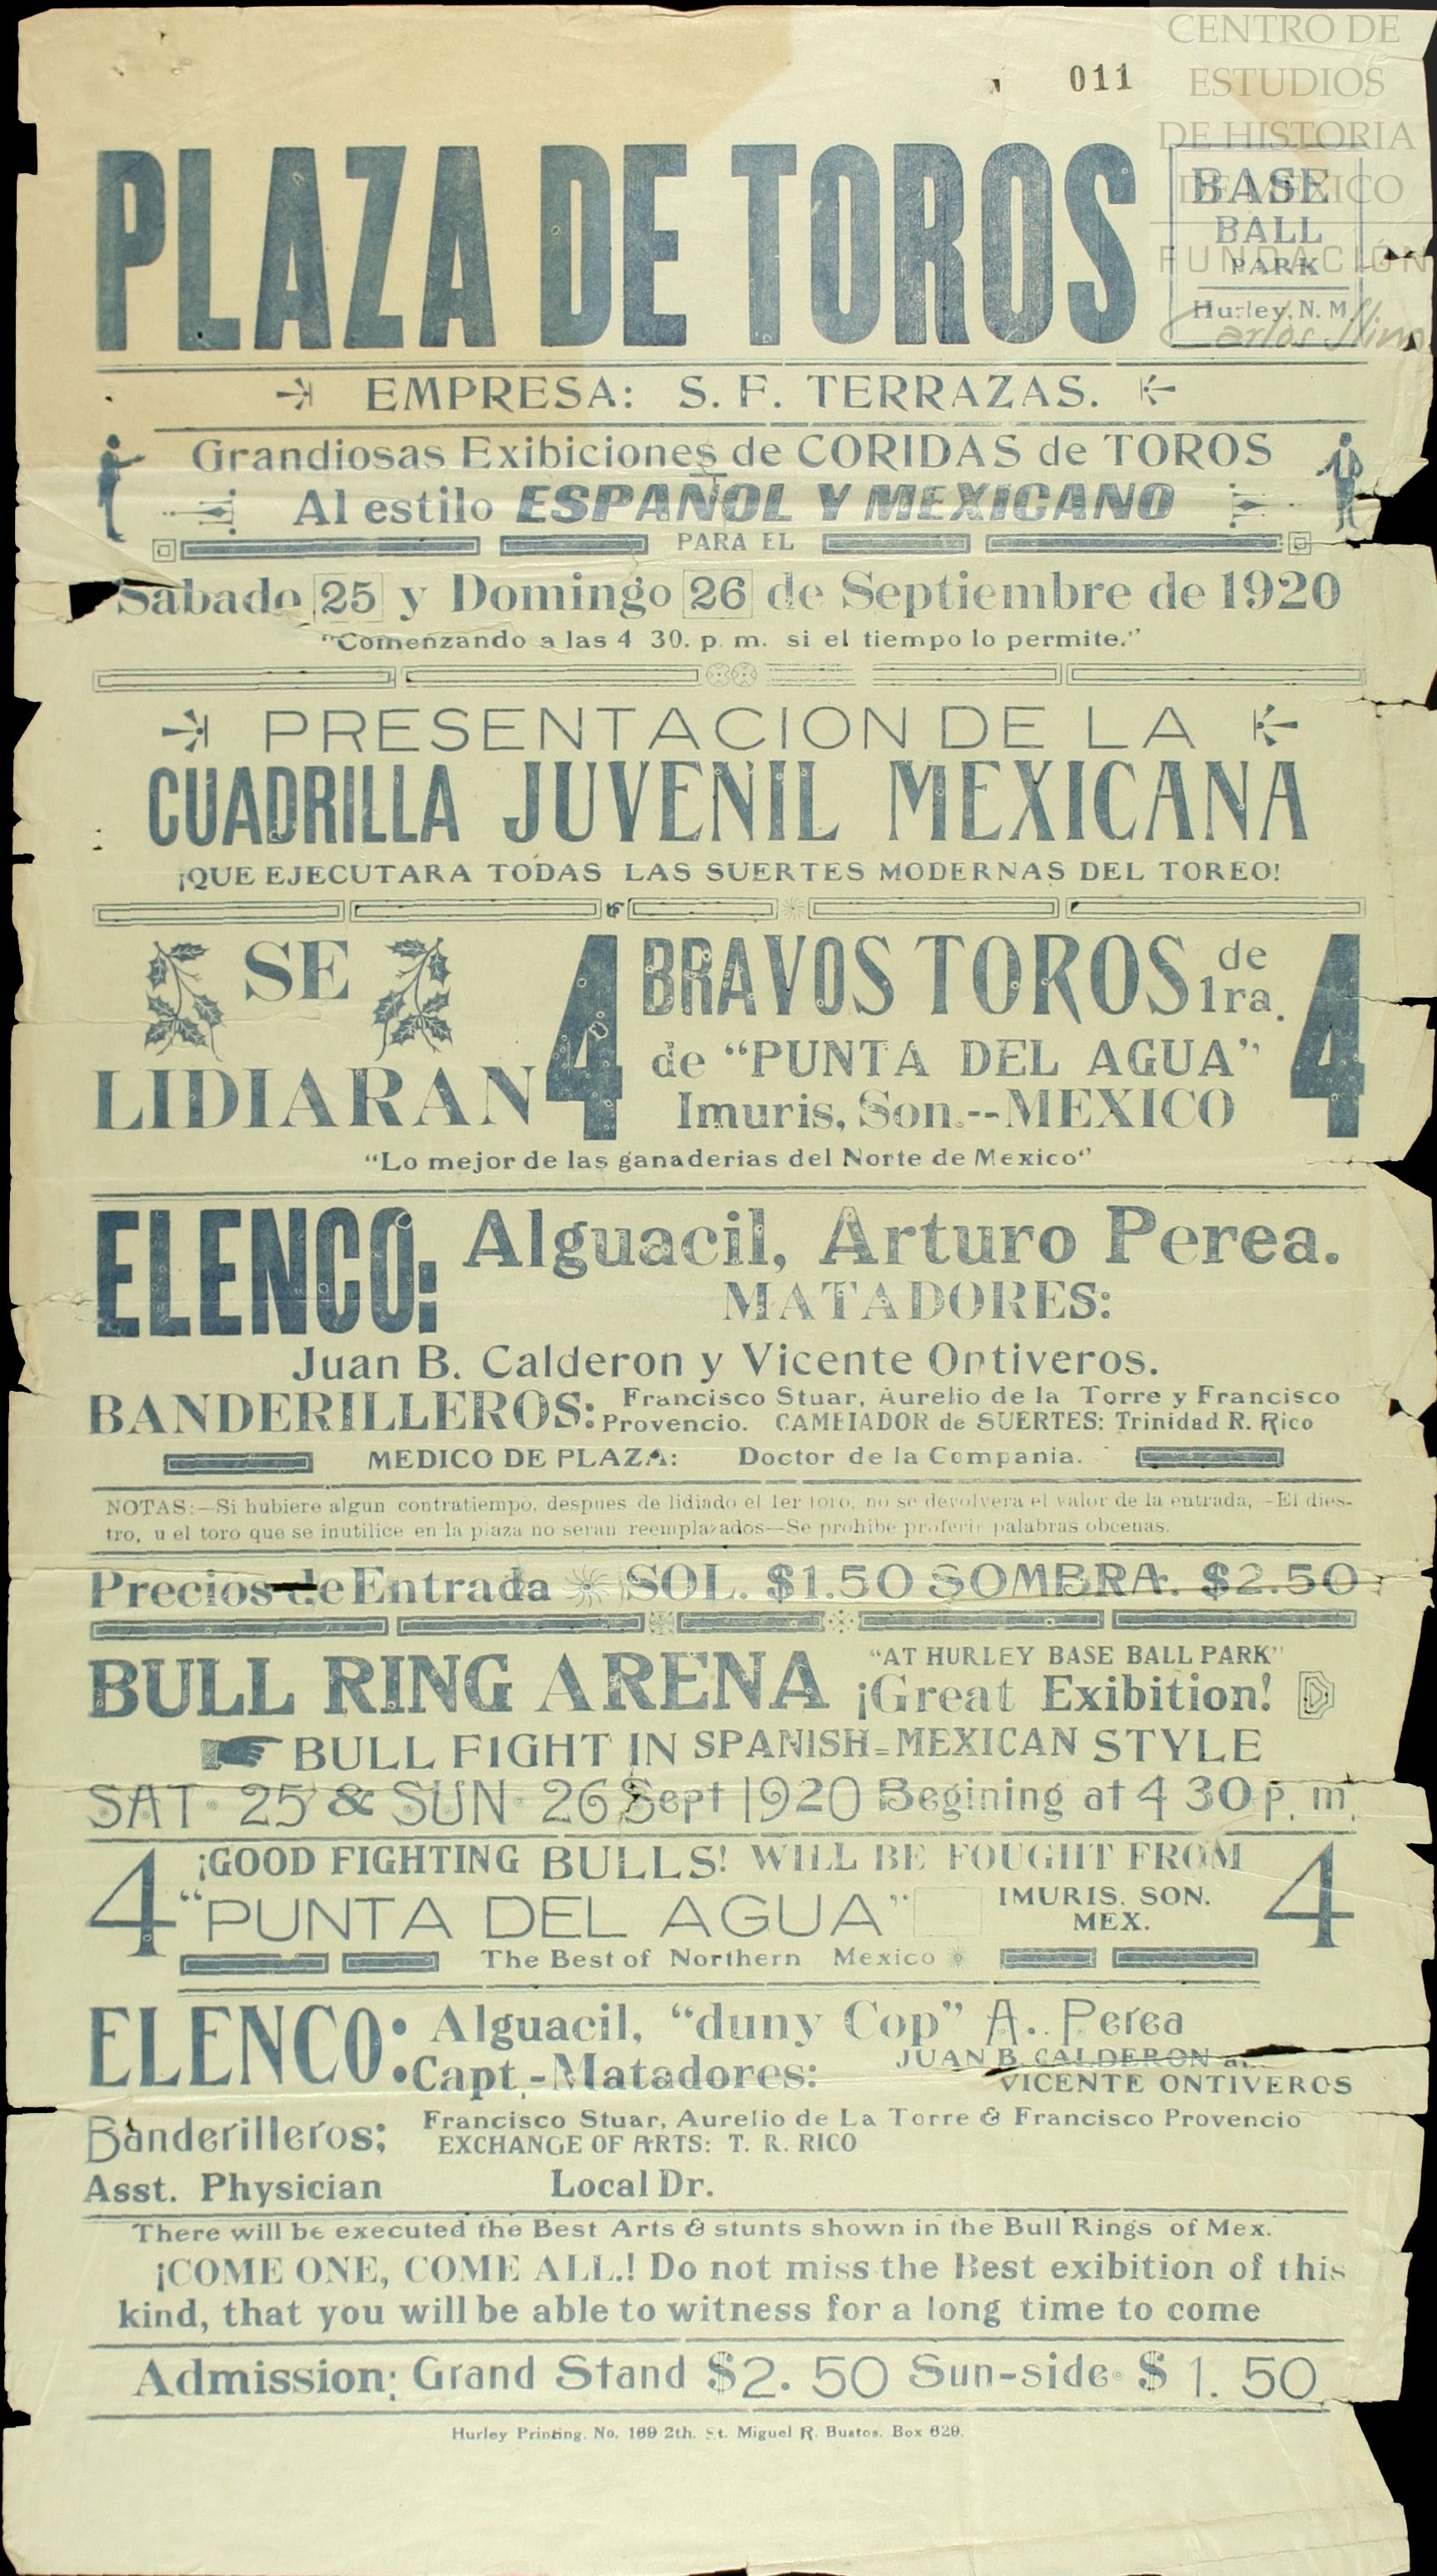 011
CENTRO DE
ESTUDIOS
DE HISTORIA
DE MÉXICO
FUNDACIÓN
Carlos Slim
PLAZA DE TOROS
BASE
BALL
PARK
Hurley, N. M.
EMPRESA: S. F. TERRAZAS.
Grandiosas Exibiciones de CORIDAS de TOROS
Al estilo ESPAÑOL Y MEXICANO
PARA EL
Sabado 25 y Domingo 26 de Septiembre de 1920
"Comenzando a las 4 30. p. m. si el tiempo lo permite."
PRESENTACION DE LA
CUADRILLA JUVENIL MEXICANA
¡QUE EJECUTARA TODAS LAS SUERTES MODERNAS DEL TOREO!
SE LIDIARAN 4 BRAVOS TOROS de 1ra. 4
de "PUNTA DEL AGUA"
Imuris, Son.--MEXICO
"Lo mejor de las ganaderias del Norte de Mexico"
ELENCO: Alguacil, Arturo Perea.
MATADORES:
Juan B. Calderon y Vicente Ontiveros.
BANDERILLEROS: Francisco Stuar, Aurelio de la Torre y Francisco
Provencio. CAMBIADOR de SUERTES: Trinidad R. Rico
MEDICO DE PLAZA: Doctor de la Compania.
NOTAS:—Si hubiere algun contratiempo, despues de lidiado el 1er toro, no se devolvera el valor de la entrada,—El dies-
tro, u el toro que se inutilice en la plaza no seran reemplazados—Se prohibe proferir palabras obcenas.
Precios de Entrada SOL. $1.50 SOMBRA. $2.50
BULL RING ARENA "AT HURLEY BASE BALL PARK"
¡Great Exibition!
BULL FIGHT IN SPANISH=MEXICAN STYLE
SAT. 25 & SUN. 26 Sept 1920 Begining at 4 30 p. m.
4 ¡GOOD FIGHTING BULLS! WILL BE FOUGHT FROM 4
"PUNTA DEL AGUA" IMURIS. SON.
MEX.
The Best of Northern Mexico
ELENCO: Alguacil, "duny Cop" A.. Perea
Capt.-Matadores: JUAN B. CALDERON
VICENTE ONTIVEROS
Banderilleros; Francisco Stuar, Aurelio de La Torre & Francisco Provencio
EXCHANGE OF ARTS: T. R. RICO
Asst. Physician Local Dr.
There will be executed the Best Arts & stunts shown in the Bull Rings of Mex.
¡COME ONE, COME ALL.! Do not miss the Best exibition of this
kind, that you will be able to witness for a long time to come
Admission: Grand Stand $2. 50 Sun-side $ 1. 50
Hurley Printing. No. 169 2th. St. Miguel R. Bustos. Box 629.